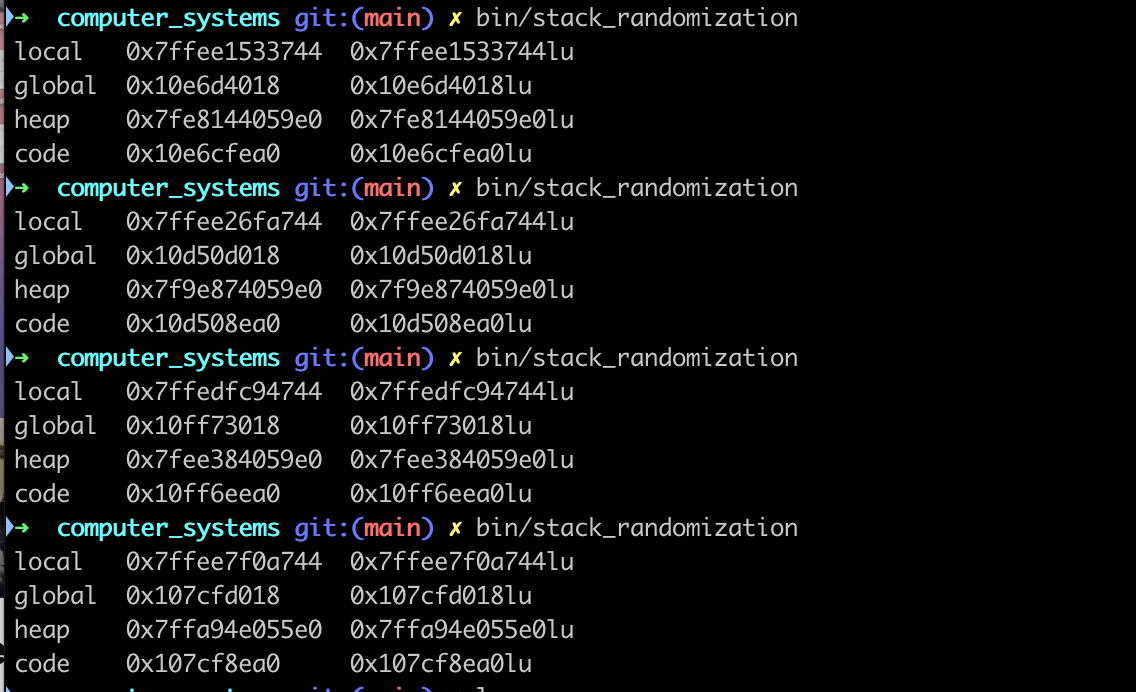 ➜  computer_systems git:(main) ✗ bin/stack_randomization
local   0x7ffee1533744  0x7ffee1533744lu
global  0x10e6d4018     0x10e6d4018lu
heap    0x7fe8144059e0  0x7fe8144059e0lu
code    0x10e6cfea0     0x10e6cfea0lu
➜  computer_systems git:(main) ✗ bin/stack_randomization
local   0x7ffee26fa744  0x7ffee26fa744lu
global  0x10d50d018     0x10d50d018lu
heap    0x7f9e874059e0  0x7f9e874059e0lu
code    0x10d508ea0     0x10d508ea0lu
➜  computer_systems git:(main) ✗ bin/stack_randomization
local   0x7ffedfc94744  0x7ffedfc94744lu
global  0x10ff73018     0x10ff73018lu
heap    0x7fee384059e0  0x7fee384059e0lu
code    0x10ff6eea0     0x10ff6eea0lu
➜  computer_systems git:(main) ✗ bin/stack_randomization
local   0x7ffee7f0a744  0x7ffee7f0a744lu
global  0x107cfd018     0x107cfd018lu
heap    0x7ffa94e055e0  0x7ffa94e055e0lu
code    0x107cf8ea0     0x107cf8ea0lu